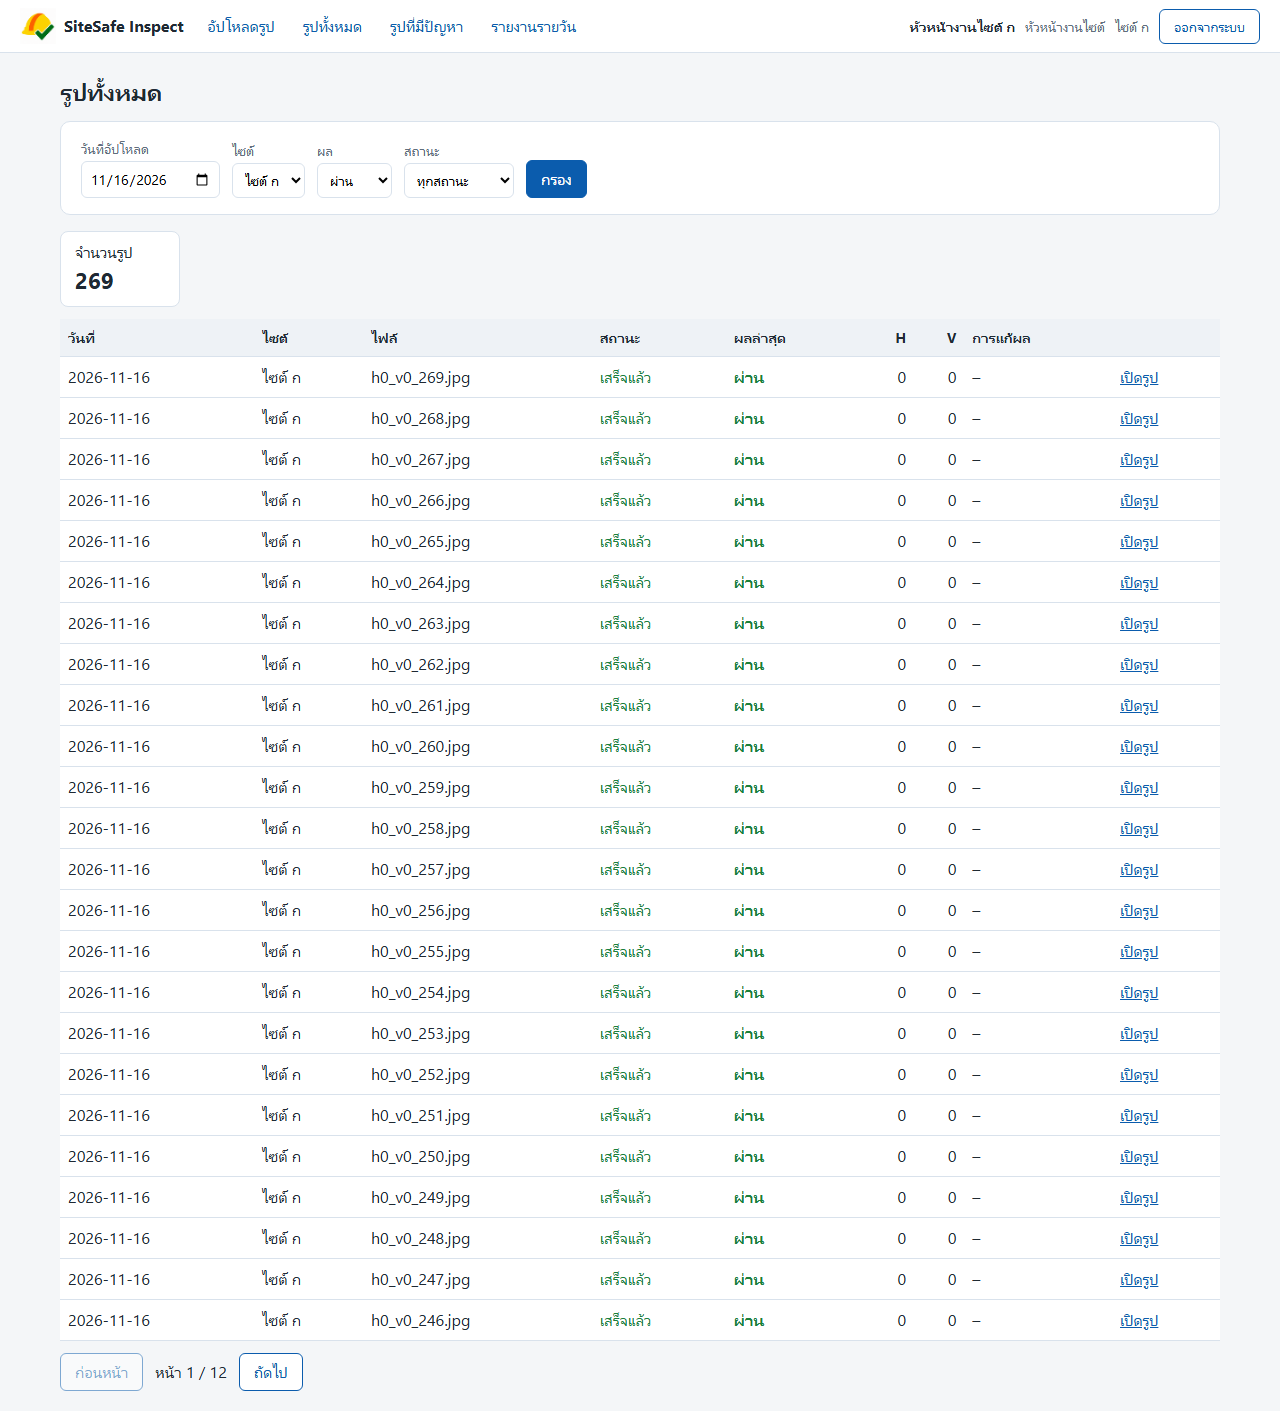 SiteSafe Inspect อัปโหลดรูป รูปทั้งหมด รูปที่มีปัญหา รายงานรายวัน หัวหน้างานไซต์ ก หัวหน้างานไซต์ ไซต์ ก ออกจากระบบ
รูปทั้งหมด
วันที่อัปโหลด ไซต์ ผล สถานะ
11/16/2026 ไซต์ ก ผ่าน ทุกสถานะ กรอง
จำนวนรูป
269
วันที่ ไซต์ ไฟล์ สถานะ ผลล่าสุด H V การแก้ผล
2026-11-16 ไซต์ ก h0_v0_269.jpg เสร็จแล้ว ผ่าน 0 0 – เปิดรูป
2026-11-16 ไซต์ ก h0_v0_268.jpg เสร็จแล้ว ผ่าน 0 0 – เปิดรูป
2026-11-16 ไซต์ ก h0_v0_267.jpg เสร็จแล้ว ผ่าน 0 0 – เปิดรูป
2026-11-16 ไซต์ ก h0_v0_266.jpg เสร็จแล้ว ผ่าน 0 0 – เปิดรูป
2026-11-16 ไซต์ ก h0_v0_265.jpg เสร็จแล้ว ผ่าน 0 0 – เปิดรูป
2026-11-16 ไซต์ ก h0_v0_264.jpg เสร็จแล้ว ผ่าน 0 0 – เปิดรูป
2026-11-16 ไซต์ ก h0_v0_263.jpg เสร็จแล้ว ผ่าน 0 0 – เปิดรูป
2026-11-16 ไซต์ ก h0_v0_262.jpg เสร็จแล้ว ผ่าน 0 0 – เปิดรูป
2026-11-16 ไซต์ ก h0_v0_261.jpg เสร็จแล้ว ผ่าน 0 0 – เปิดรูป
2026-11-16 ไซต์ ก h0_v0_260.jpg เสร็จแล้ว ผ่าน 0 0 – เปิดรูป
2026-11-16 ไซต์ ก h0_v0_259.jpg เสร็จแล้ว ผ่าน 0 0 – เปิดรูป
2026-11-16 ไซต์ ก h0_v0_258.jpg เสร็จแล้ว ผ่าน 0 0 – เปิดรูป
2026-11-16 ไซต์ ก h0_v0_257.jpg เสร็จแล้ว ผ่าน 0 0 – เปิดรูป
2026-11-16 ไซต์ ก h0_v0_256.jpg เสร็จแล้ว ผ่าน 0 0 – เปิดรูป
2026-11-16 ไซต์ ก h0_v0_255.jpg เสร็จแล้ว ผ่าน 0 0 – เปิดรูป
2026-11-16 ไซต์ ก h0_v0_254.jpg เสร็จแล้ว ผ่าน 0 0 – เปิดรูป
2026-11-16 ไซต์ ก h0_v0_253.jpg เสร็จแล้ว ผ่าน 0 0 – เปิดรูป
2026-11-16 ไซต์ ก h0_v0_252.jpg เสร็จแล้ว ผ่าน 0 0 – เปิดรูป
2026-11-16 ไซต์ ก h0_v0_251.jpg เสร็จแล้ว ผ่าน 0 0 – เปิดรูป
2026-11-16 ไซต์ ก h0_v0_250.jpg เสร็จแล้ว ผ่าน 0 0 – เปิดรูป
2026-11-16 ไซต์ ก h0_v0_249.jpg เสร็จแล้ว ผ่าน 0 0 – เปิดรูป
2026-11-16 ไซต์ ก h0_v0_248.jpg เสร็จแล้ว ผ่าน 0 0 – เปิดรูป
2026-11-16 ไซต์ ก h0_v0_247.jpg เสร็จแล้ว ผ่าน 0 0 – เปิดรูป
2026-11-16 ไซต์ ก h0_v0_246.jpg เสร็จแล้ว ผ่าน 0 0 – เปิดรูป
ก่อนหน้า หน้า 1 / 12 ถัดไป